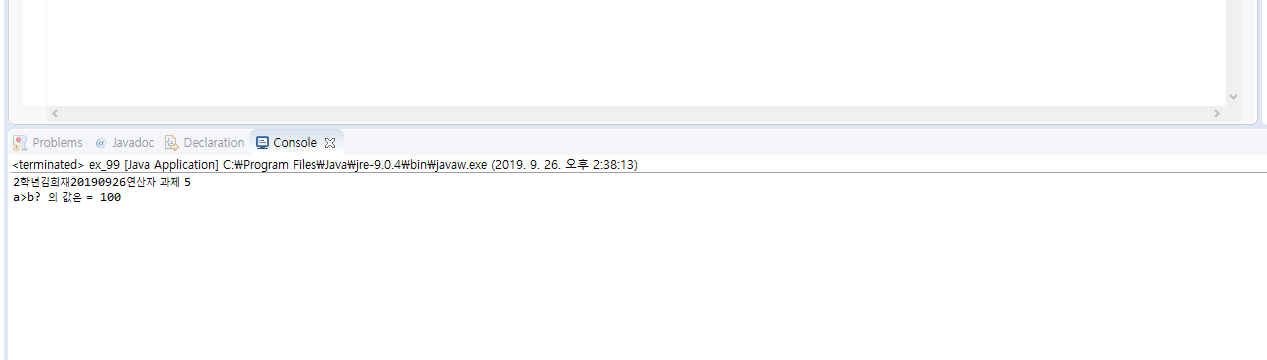 Problems @ Javadoc Declaration Console
<terminated> ex_99 [Java Application] C:₩Program Files₩Java₩jre-9.0.4₩bin₩javaw.exe (2019. 9. 26. 오후 2:38:13)
2학년김희재20190926연산자 과제 5
a>b? 의 값은 = 100